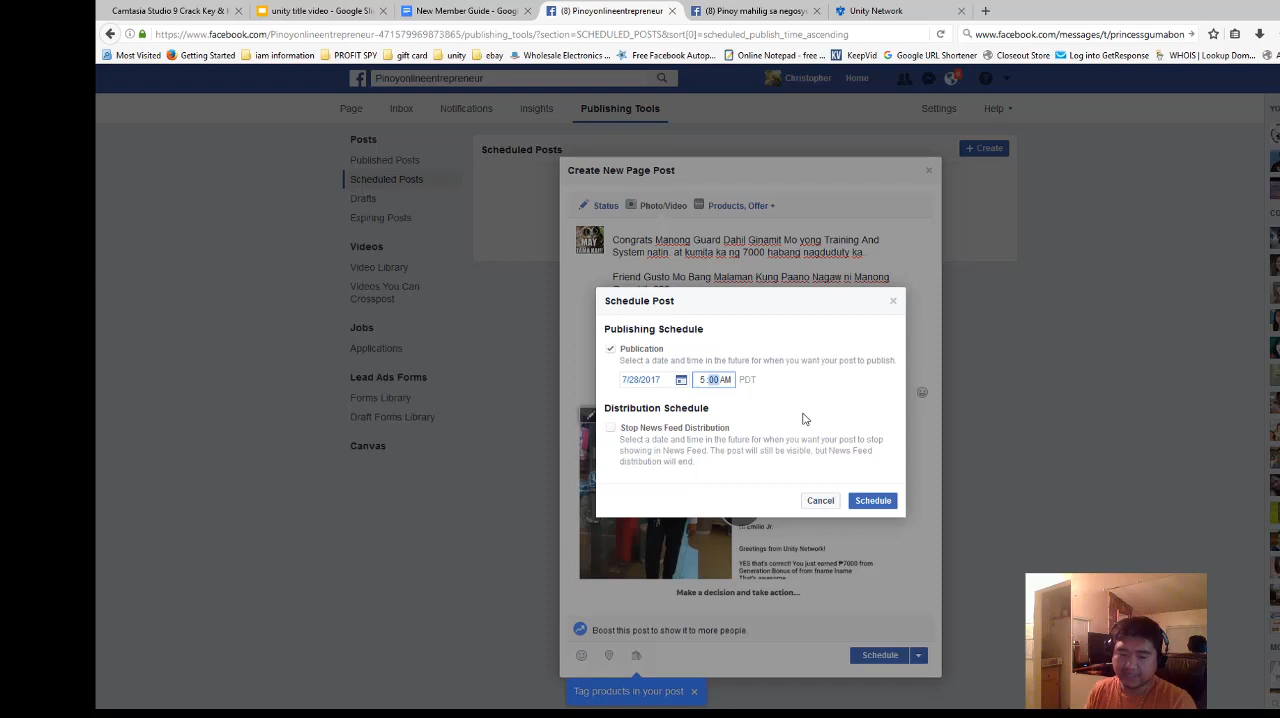 Camtasia Studio 9 Crack Key & I
unity title video - Google Slid
New Member Guide - Googl
(8) Pinoyonlineentrepreneur
(8) Pinoy mahilig sa negosyo
Unity Network
https://www.facebook.com/Pinoyonlineentrepreneur-471579969873865/publishing_tools/?section=SCHEDULED_POSTS&sort[0]=scheduled_publish_time_ascending
www.facebook.com/messages/t/princessgumabon
Most Visited
Getting Started
iam information
PROFIT SPY
gift card
unity
ebay
Wholesale Electronics, ...
Free Facebook Autop...
Online Notepad - free ...
KeepVid
Google URL Shortener
Closeout Store
Log into GetResponse
WHOIS | Lookup Dom...
Pinoyonlineentrepreneur
Christopher
Home
Page
Inbox
Notifications
Insights
Publishing Tools
Settings
Help
Posts
Published Posts
Scheduled Posts
Drafts
Expiring Posts
Videos
Video Library
Videos You Can
Crosspost
Jobs
Applications
Lead Ads Forms
Forms Library
Draft Forms Library
Canvas
Scheduled Posts
+ Create
Create New Page Post
Status
Photo/Video
Products, Offer +
MAY
Congrats Manong Guard Dahil Ginamit Mo yong Training And
System natin. at kumita ka ng 7000 habang nagduduty ka..
Friend Gusto Mo Bang Malaman Kung Paano Nagaw ni Manong
Schedule Post
Publishing Schedule
Publication
Select a date and time in the future for when you want your post to publish.
7/28/2017
5:00AM
PDT
Distribution Schedule
Stop News Feed Distribution
Select a date and time in the future for when you want your post to stop
showing in News Feed. The post will still be visible, but News Feed
distribution will end.
Cancel
Schedule
Emilio Jr.
Greetings from Unity Network!
YES that's correct! You just earned ₱7000 from
Generation Bonus of from fname lname
That's awesome
Make a decision and take action...
Boost this post to show it to more people.
Schedule
Tag products in your post